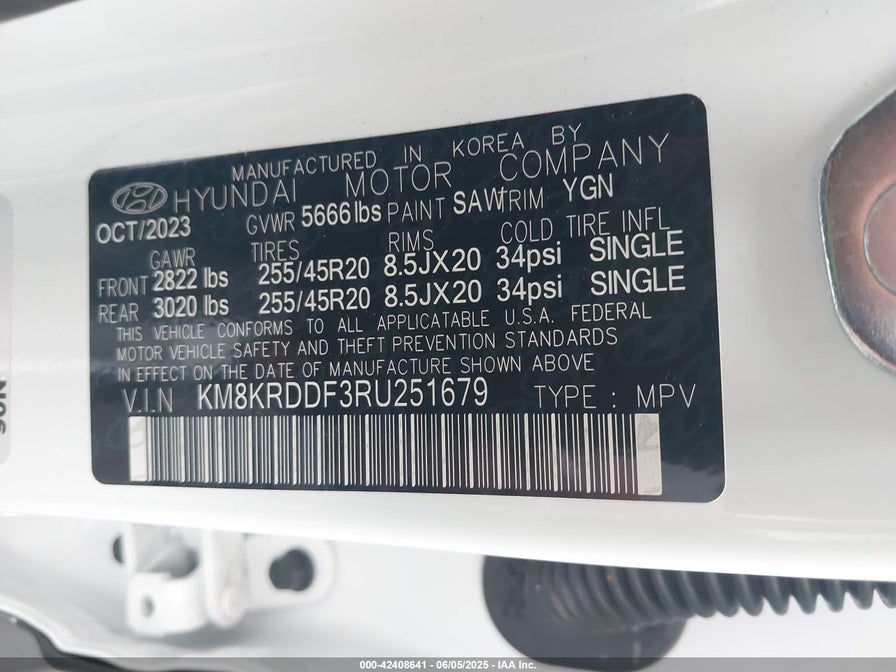 MANUFACTURED IN KOREA BY
HYUNDAI MOTOR COMPANY
OCT/2023 GVWR 5666 lbs PAINT SAW TRIM YGN
GAWR TIRES RIMS COLD TIRE INFL
FRONT 2822 lbs 255/45R20 8.5JX20 34psi SINGLE
REAR 3020 lbs 255/45R20 8.5JX20 34psi SINGLE
THIS VEHICLE CONFORMS TO ALL APPLICATABLE U.S.A. FEDERAL
MOTOR VEHICLE SAFETY AND THEFT PREVENTION STANDARDS
IN EFFECT ON THE DATE OF MANUFACTURE SHOWN ABOVE
V.I.N KM8KRDDF3RU251679 TYPE : MPV
000-42408641 / 06/05/2025 - IAA Inc.